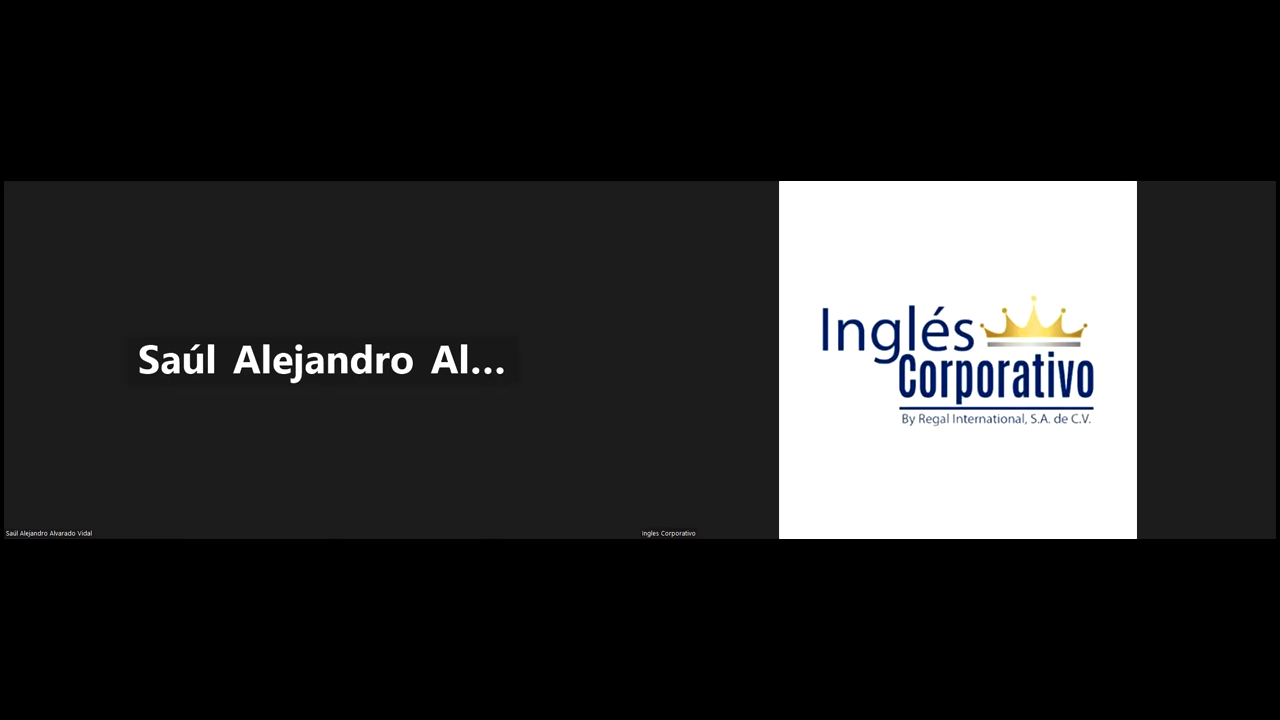 Saúl Alejandro Al...
Saúl Alejandro Alvarado Vidal
Inglés
Corporativo
By Regal International, S.A. de C.V.
Ingles Corporativo